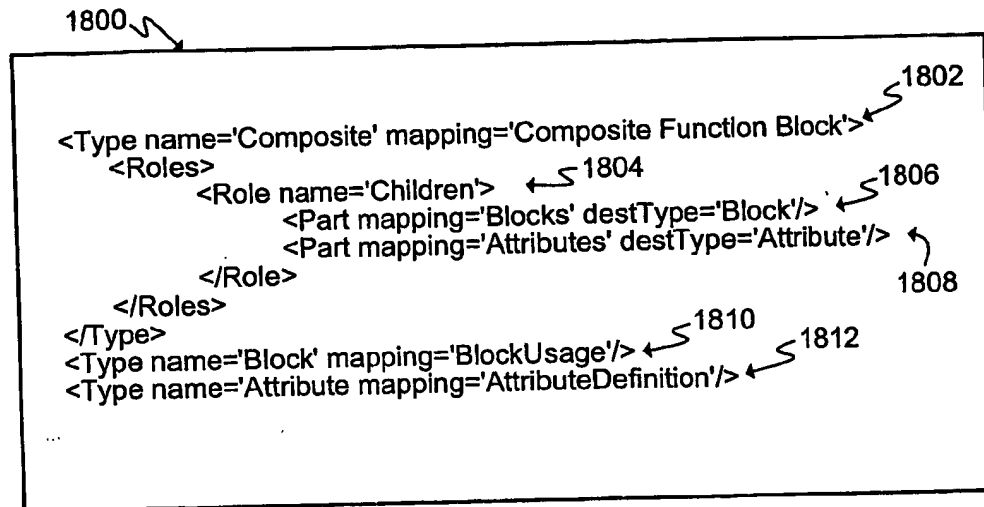 1800
1802
<Type name='Composite' mapping='Composite Function Block'>
<Roles>
<Role name='Children'>
1804
1806
<Part mapping='Blocks' destType='Block'/>
<Part mapping='Attributes' destType='Attribute'/>
1808
</Role>
</Roles>
</Type>
1810
<Type name='Block' mapping='BlockUsage'/>
1812
<Type name='Attribute mapping='AttributeDefinition'/>
...